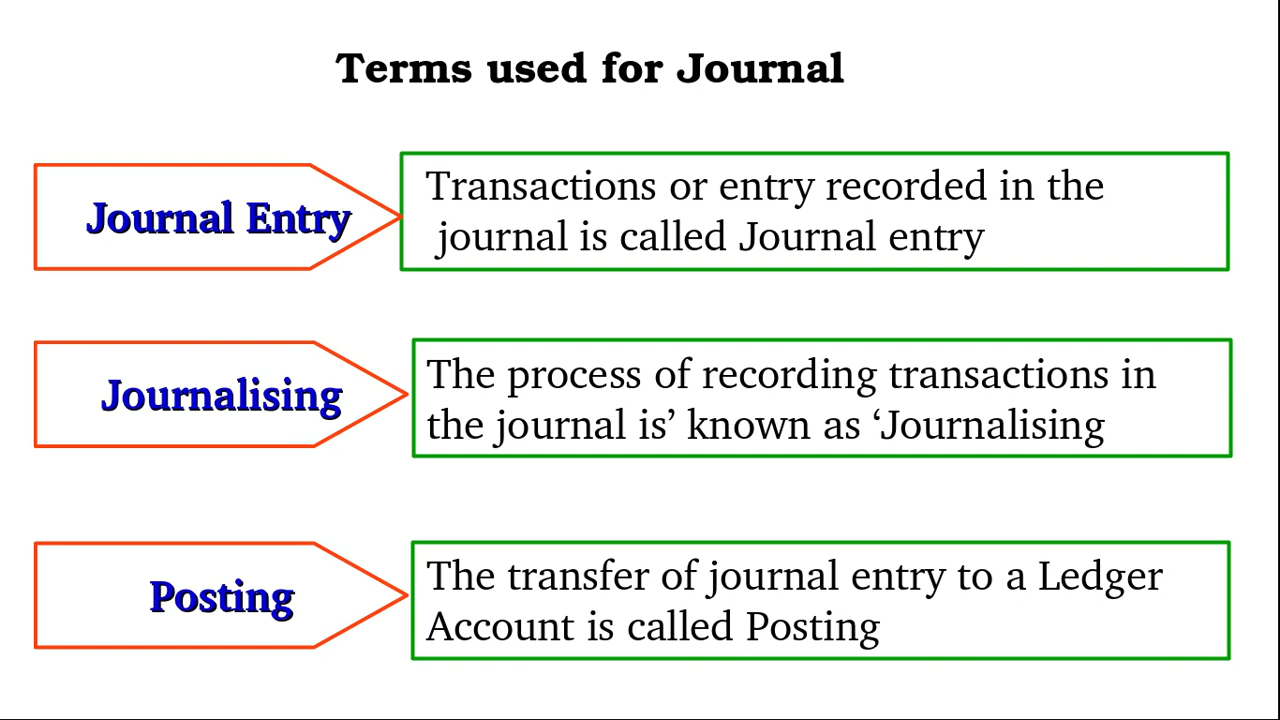 Terms used for Journal
Journal Entry
Transactions or entry recorded in the
journal is called Journal entry
Journalising
The process of recording transactions in
the journal is’ known as ‘Journalising
Posting
The transfer of journal entry to a Ledger
Account is called Posting